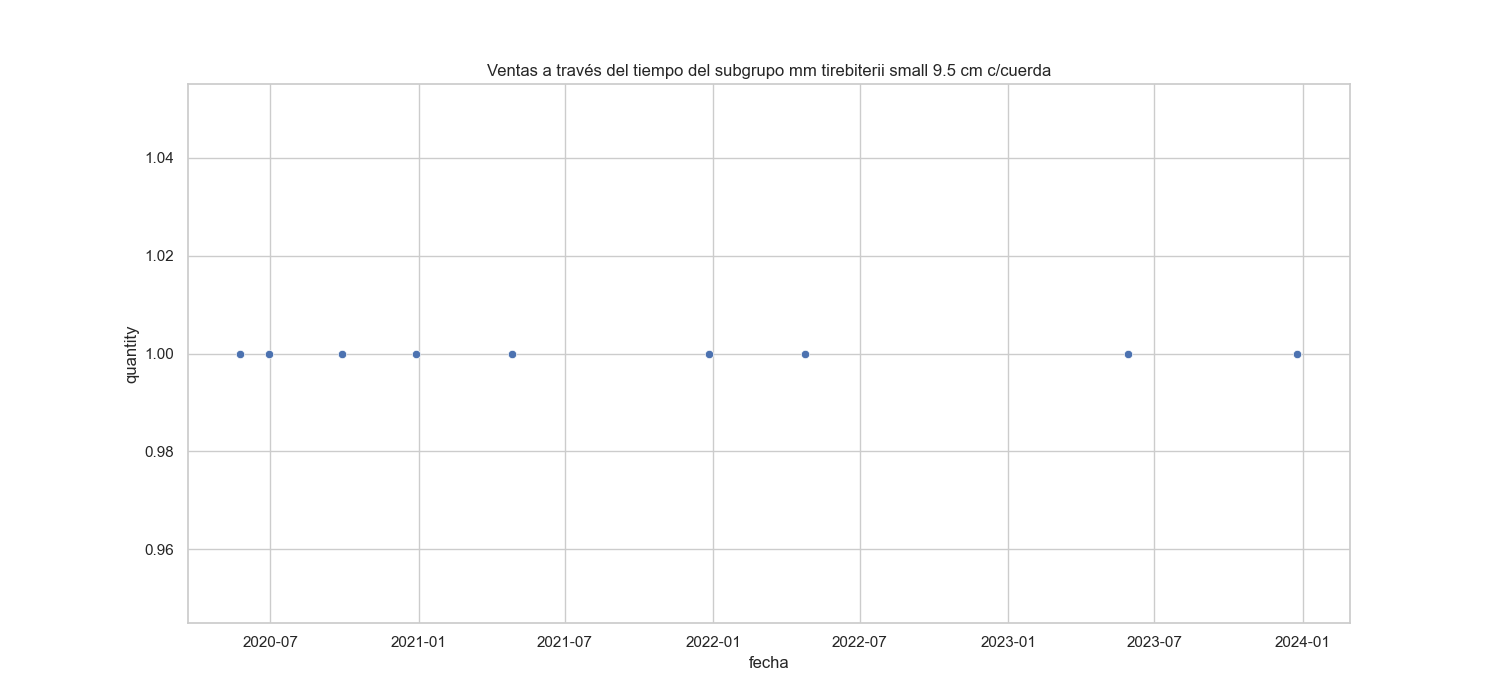 Ventas a través del tiempo del subgrupo mm tirebiterii small 9.5 cm c/cuerda
1.04
1.02
1.00
0.98
0.96
quantity
2020-07 2021-01 2021-07 2022-01 2022-07 2023-01 2023-07 2024-01
fecha